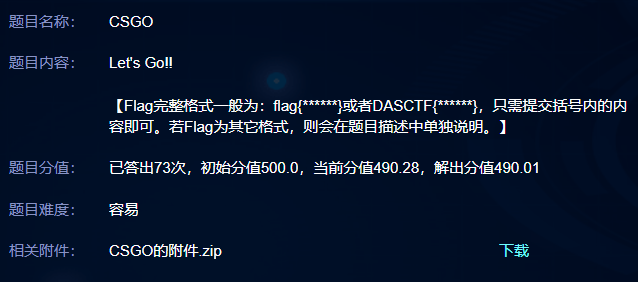 题目名称： CSGO
题目内容： Let's Go!!
【Flag完整格式一般为：flag{******}或者DASCTF{******}，只需提交括号内的内
容即可。若Flag为其它格式，则会在题目描述中单独说明。】
题目分值： 已答出73次，初始分值500.0，当前分值490.28，解出分值490.01
题目难度： 容易
相关附件： CSGO的附件.zip 下载